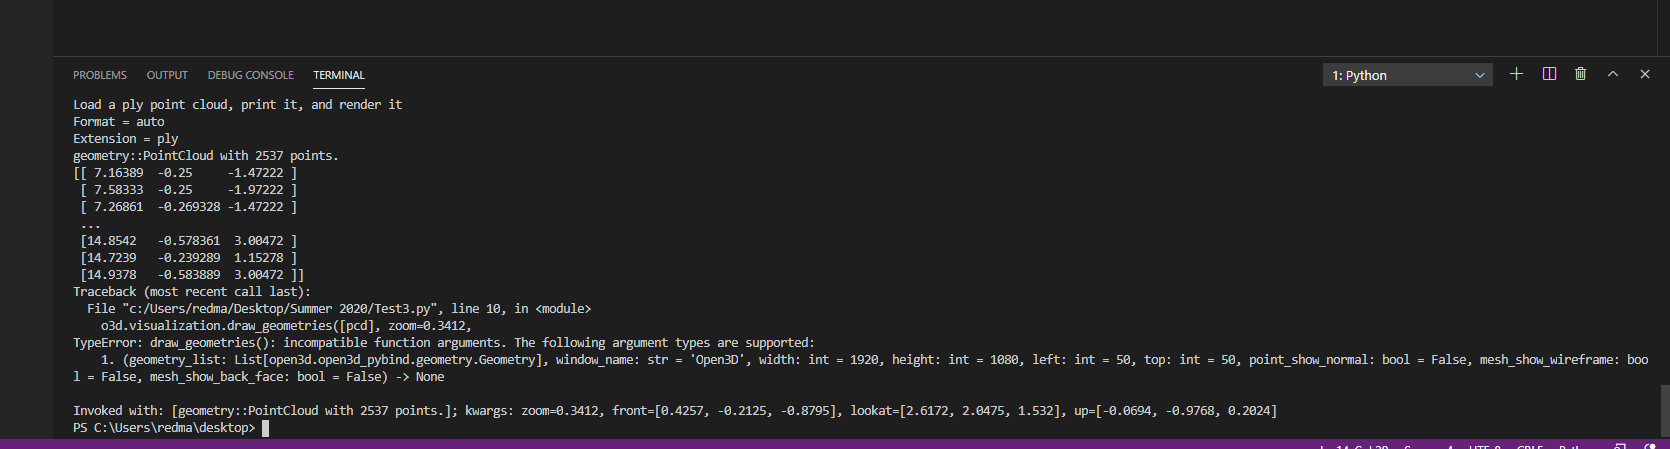 PROBLEMS OUTPUT DEBUG CONSOLE TERMINAL 1: Python
Load a ply point cloud, print it, and render it
Format = auto
Extension = ply
geometry::PointCloud with 2537 points.
[[ 7.16389  -0.25     -1.47222 ]
 [ 7.58333  -0.25     -1.97222 ]
 [ 7.26861  -0.269328 -1.47222 ]
 ...
 [14.8542   -0.578361  3.00472 ]
 [14.7239   -0.239289  1.15278 ]
 [14.9378   -0.583889  3.00472 ]]
Traceback (most recent call last):
  File "c:/Users/redma/Desktop/Summer 2020/Test3.py", line 10, in <module>
    o3d.visualization.draw_geometries([pcd], zoom=0.3412,
TypeError: draw_geometries(): incompatible function arguments. The following argument types are supported:
    1. (geometry_list: List[open3d.open3d_pybind.geometry.Geometry], window_name: str = 'Open3D', width: int = 1920, height: int = 1080, left: int = 50, top: int = 50, point_show_normal: bool = False, mesh_show_wireframe: boo
l = False, mesh_show_back_face: bool = False) -> None
Invoked with: [geometry::PointCloud with 2537 points.]; kwargs: zoom=0.3412, front=[0.4257, -0.2125, -0.8795], lookat=[2.6172, 2.0475, 1.532], up=[-0.0694, -0.9768, 0.2024]
PS C:\Users\redma\desktop>